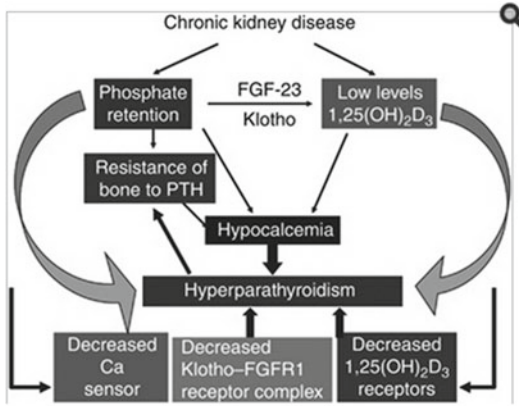 Chronic kidney disease
Phosphate
retention
FGF-23
Klotho
Low levels
1,25(OH)₂D₃
Resistance of
bone to PTH
Hypocalcemia
Hyperparathyroidism
Decreased
Ca
sensor
Decreased
Klotho–FGFR1
receptor complex
Decreased
1,25(OH)₂D₃
receptors